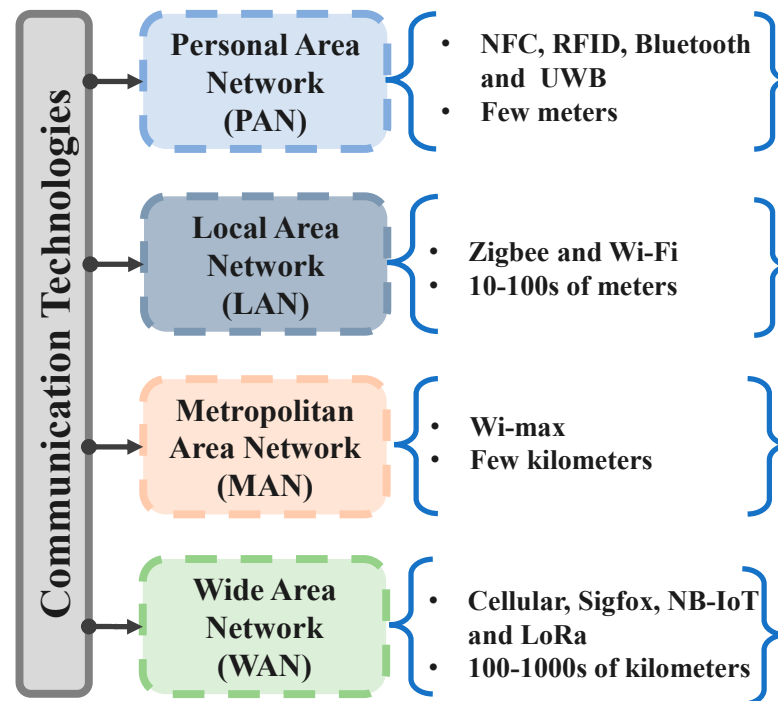 Communication Technologies
Personal Area
Network
(PAN)
• NFC, RFID, Bluetooth
and UWB
• Few meters
Local Area
Network
(LAN)
• Zigbee and Wi-Fi
• 10-100s of meters
Metropolitan
Area Network
(MAN)
• Wi-max
• Few kilometers
Wide Area
Network
(WAN)
• Cellular, Sigfox, NB-IoT
and LoRa
• 100-1000s of kilometers